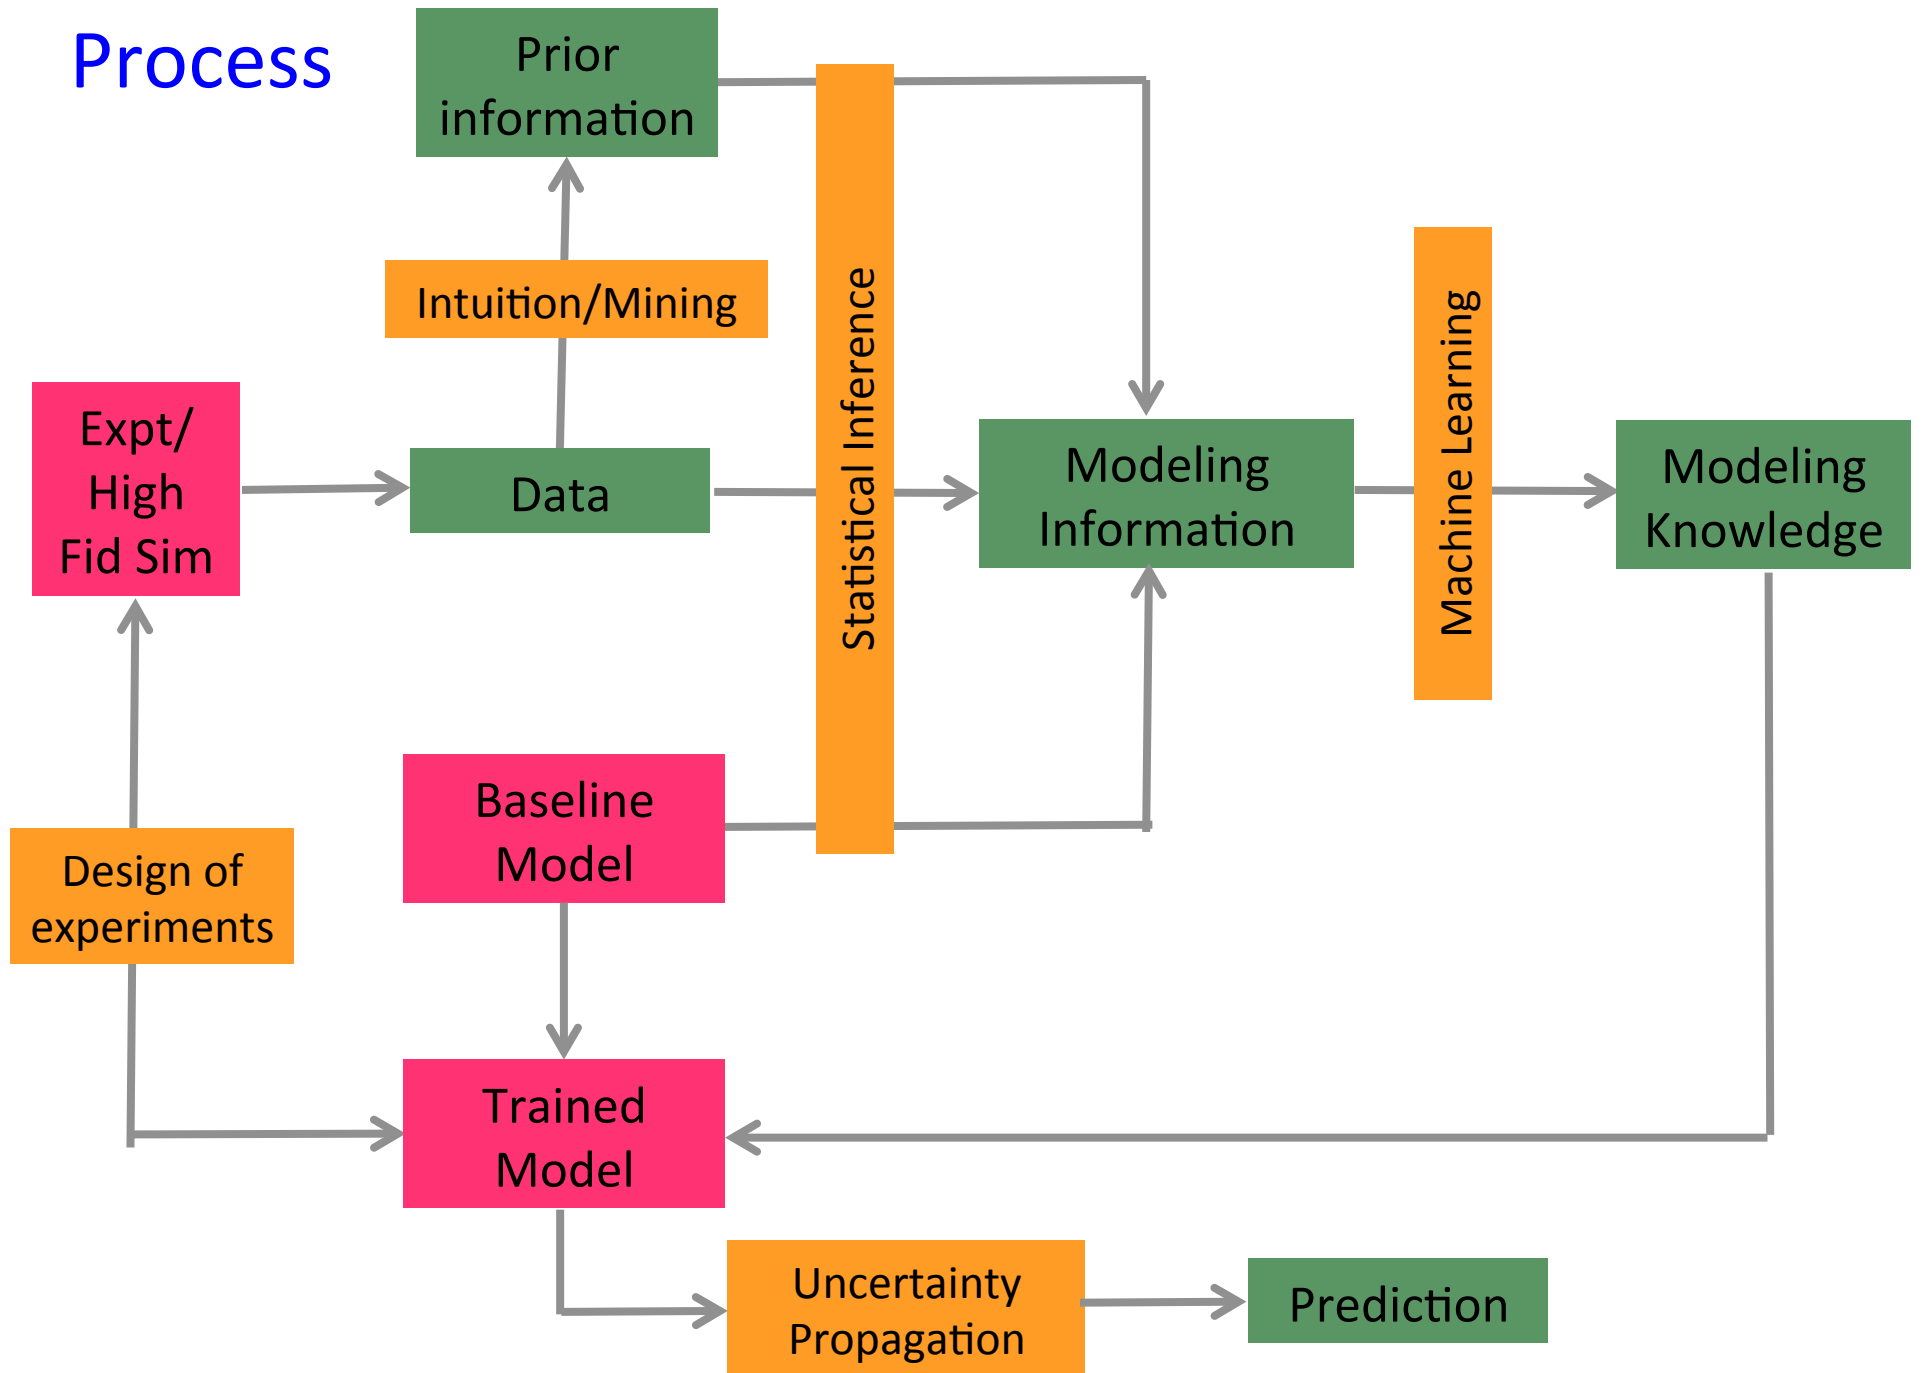 Process
Prior
information
Intuition/Mining
Expt/
High
Fid Sim
Data
Statistical Inference
Modeling
Information
Machine Learning
Modeling
Knowledge
Baseline
Model
Design of
experiments
Trained
Model
Uncertainty
Propagation
Prediction